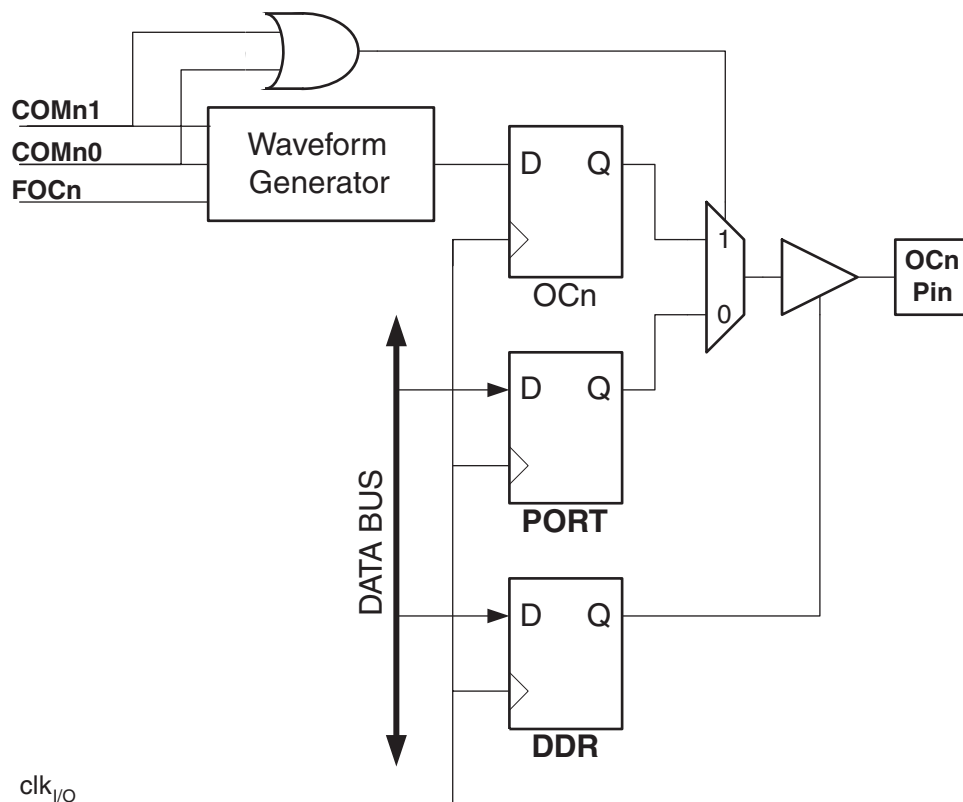 COMn1
COMn0
FOCn
Waveform
Generator
D Q
OCn
1
0
OCn
Pin
D Q
PORT
DATA BUS
D Q
DDR
clkI/O